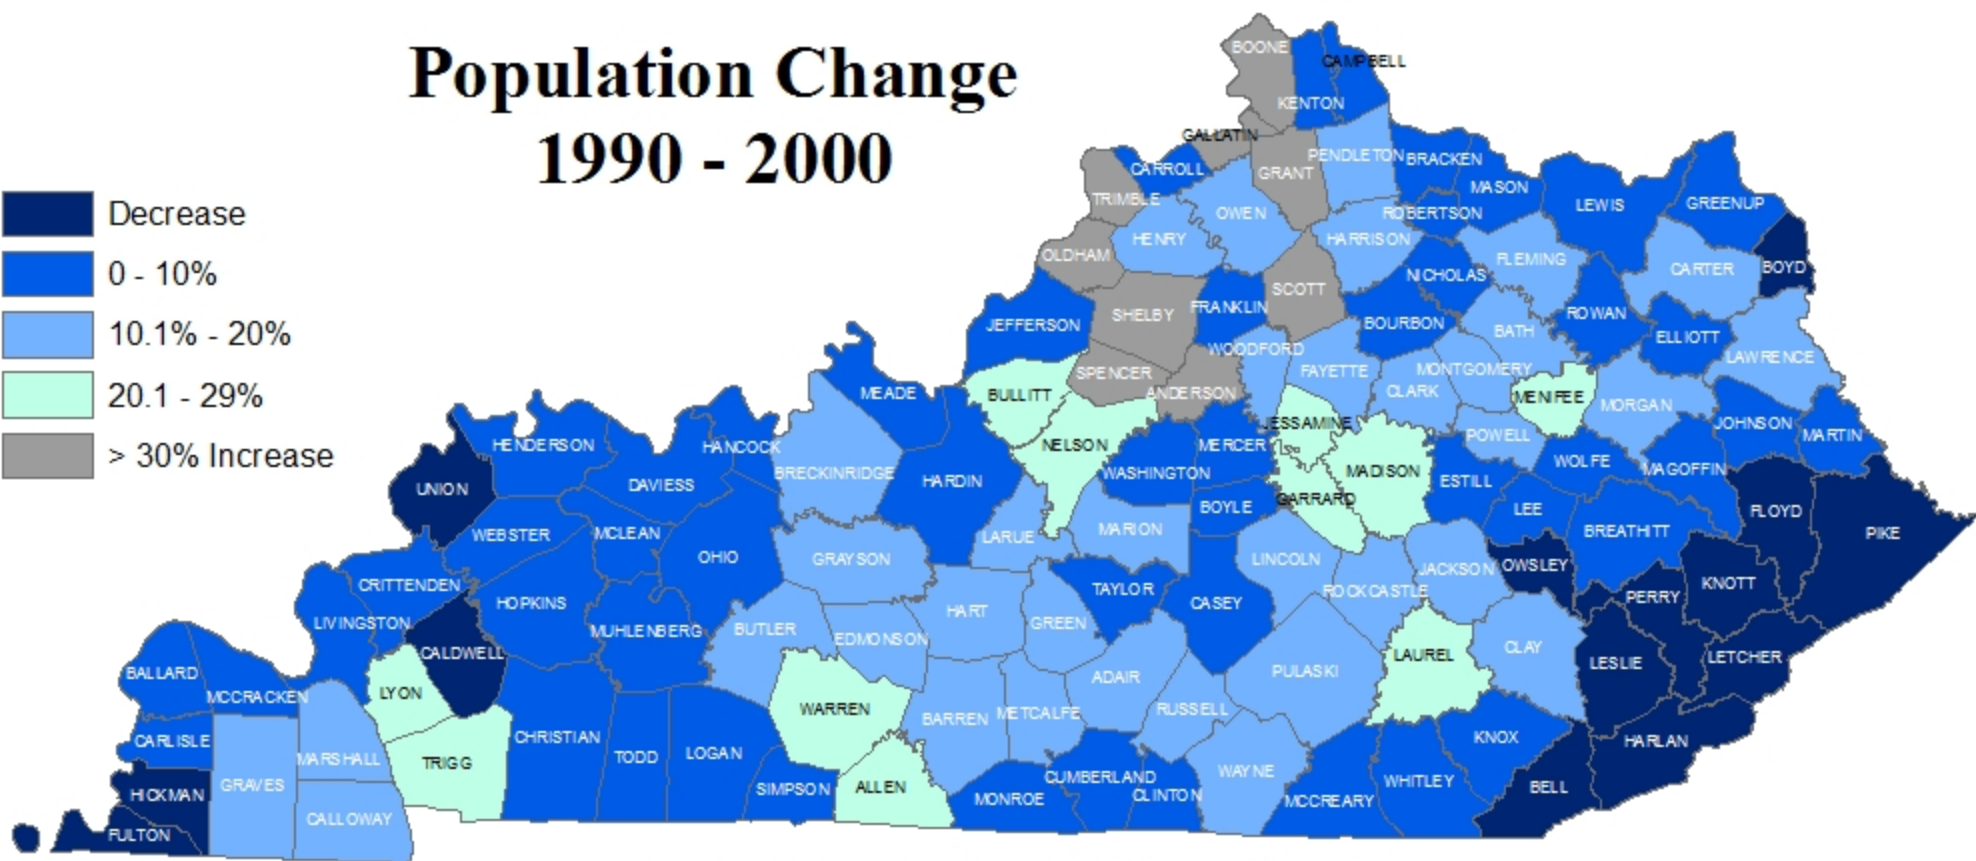 Population Change
1990 - 2000
Decrease
0 - 10%
10.1% - 20%
20.1 - 29%
> 30% Increase
BOONE
CAMPBELL
KENTON
GALLATIN
CARROLL
GRANT
PENDLETON
BRACKEN
MASON
TRIMBLE
OWEN
ROBERTSON
LEWIS
GREENUP
HENRY
HARRISON
OLDHAM
FLEMING
CARTER
BOYD
NICHOLAS
SCOTT
SHELBY
FRANKLIN
JEFFERSON
BOURBON
ROWAN
BATH
ELLIOTT
WOODFORD
LAWRENCE
FAYETTE
MONTGOMERY
SPENCER
ANDERSON
CLARK
MENIFEE
MORGAN
MEADE
BULLITT
JESSAMINE
JOHNSON
MARTIN
POWELL
HENDERSON
HANCOCK
NELSON
MERCER
WOLFE
MAGOFFIN
BRECKINRIDGE
WASHINGTON
MADISON
ESTILL
UNION
DAVIESS
HARDIN
GARRARD
BOYLE
LEE
FLOYD
PIKE
WEBSTER
MCLEAN
LARUE
MARION
BREATHITT
OHIO
GRAYSON
LINCOLN
JACKSON
OWSLEY
CRITTENDEN
TAYLOR
ROCKCASTLE
KNOTT
PERRY
HOPKINS
HART
CASEY
LIVINGSTON
MUHLENBERG
BUTLER
EDMONSON
GREEN
CALDWELL
LAUREL
CLAY
LESLIE
LETCHER
BALLARD
MCCRACKEN
LYON
PULASKI
ADAIR
WARREN
BARREN
METCALFE
RUSSELL
CARLISLE
CHRISTIAN
KNOX
HARLAN
MARSHALL
TRIGG
TODD
LOGAN
GRAVES
WAYNE
CUMBERLAND
WHITLEY
BELL
HICKMAN
SIMPSON
ALLEN
MONROE
CLINTON
MCCREARY
CALLOWAY
FULTON